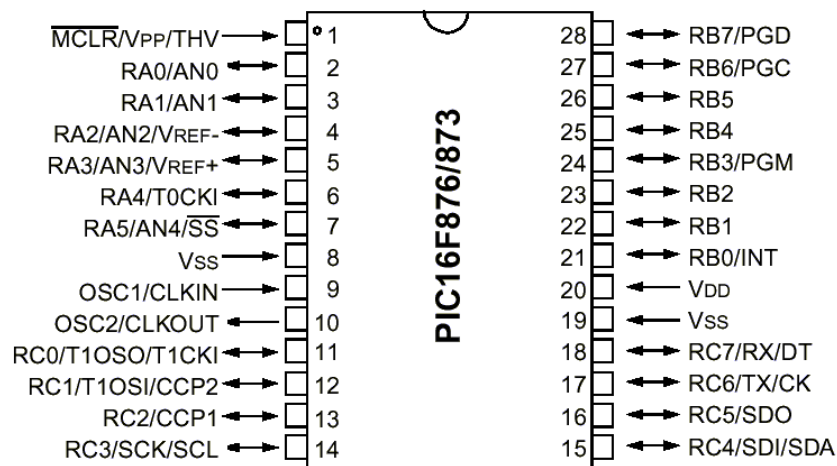 MCLR/VPP/THV 1 28 RB7/PGD
RA0/AN0 2 27 RB6/PGC
RA1/AN1 3 26 RB5
RA2/AN2/VREF- 4 25 RB4
RA3/AN3/VREF+ 5 24 RB3/PGM
RA4/T0CKI 6 23 RB2
RA5/AN4/SS 7 22 RB1
VSS 8 21 RB0/INT
OSC1/CLKIN 9 20 VDD
OSC2/CLKOUT 10 19 VSS
RC0/T1OSO/T1CKI 11 18 RC7/RX/DT
RC1/T1OSI/CCP2 12 17 RC6/TX/CK
RC2/CCP1 13 16 RC5/SDO
RC3/SCK/SCL 14 15 RC4/SDI/SDA
PIC16F876/873